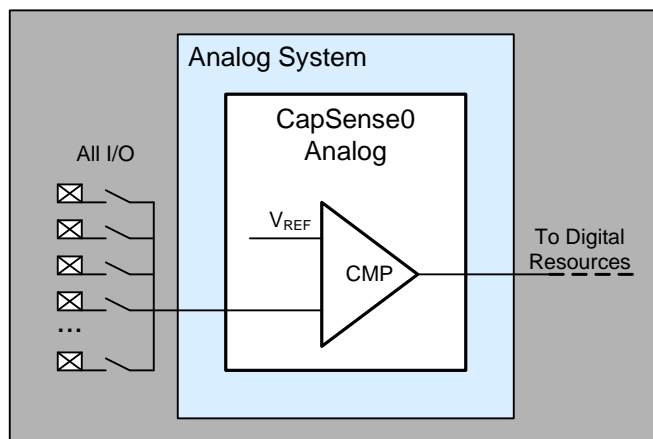 Analog System
CapSense0
Analog
All I/O
VREF
CMP
To Digital
Resources
...